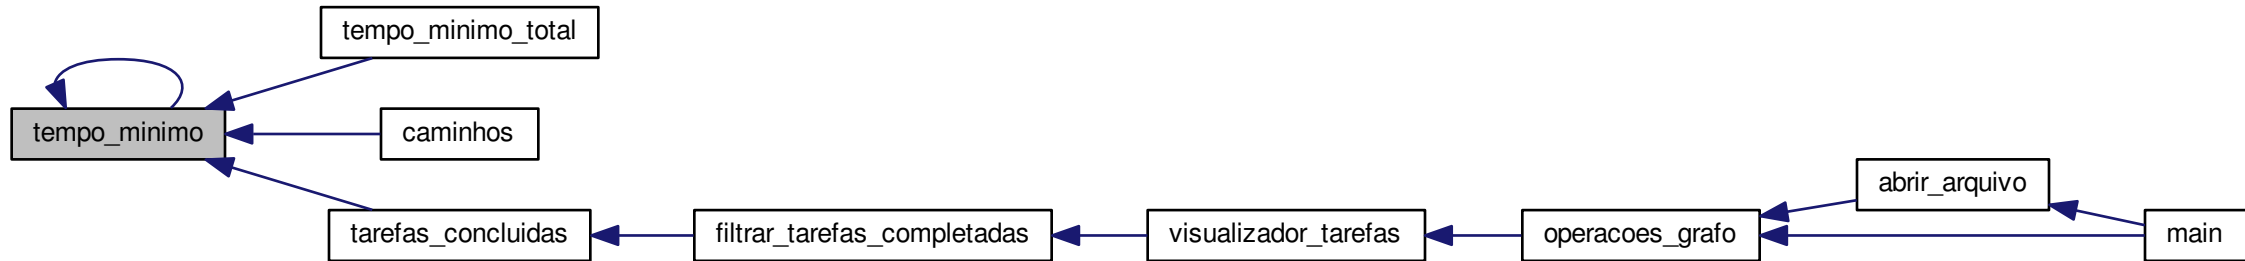 tempo_minimo_total
tempo_minimo
caminhos
tarefas_concluidas
filtrar_tarefas_completadas
visualizador_tarefas
operacoes_grafo
abrir_arquivo
main